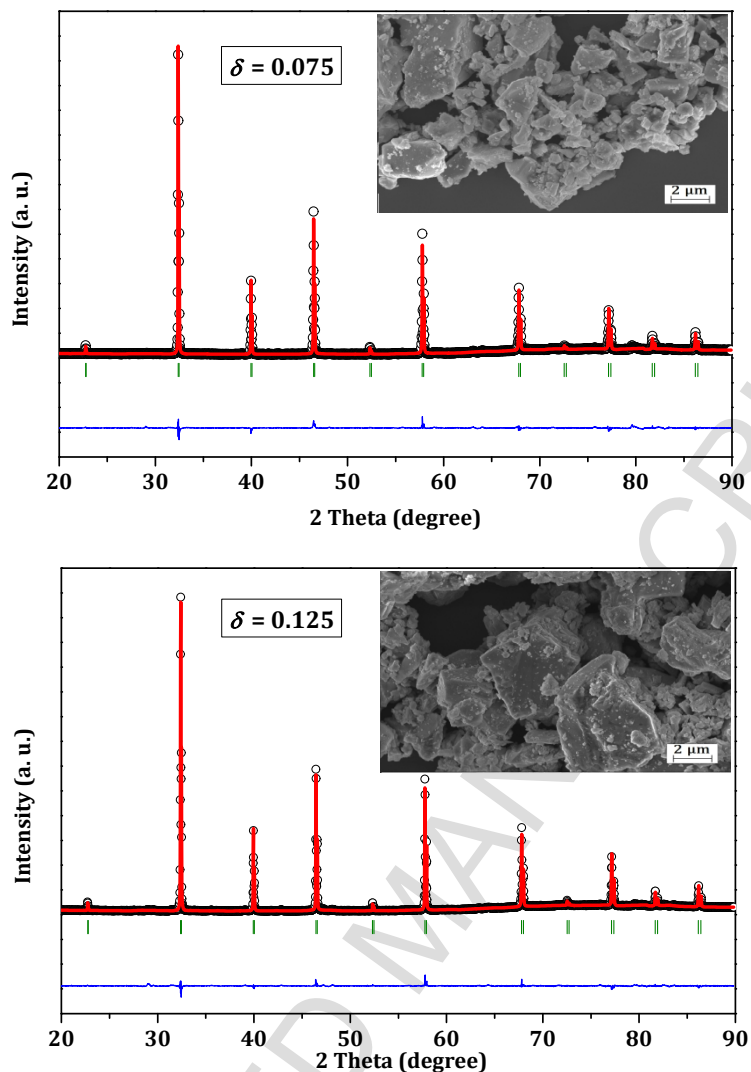 δ = 0.075
2 μm
Intensity (a. u.)
20 30 40 50 60 70 80 90
2 Theta (degree)
δ = 0.125
2 μm
Intensity (a. u.)
20 30 40 50 60 70 80 90
2 Theta (degree)